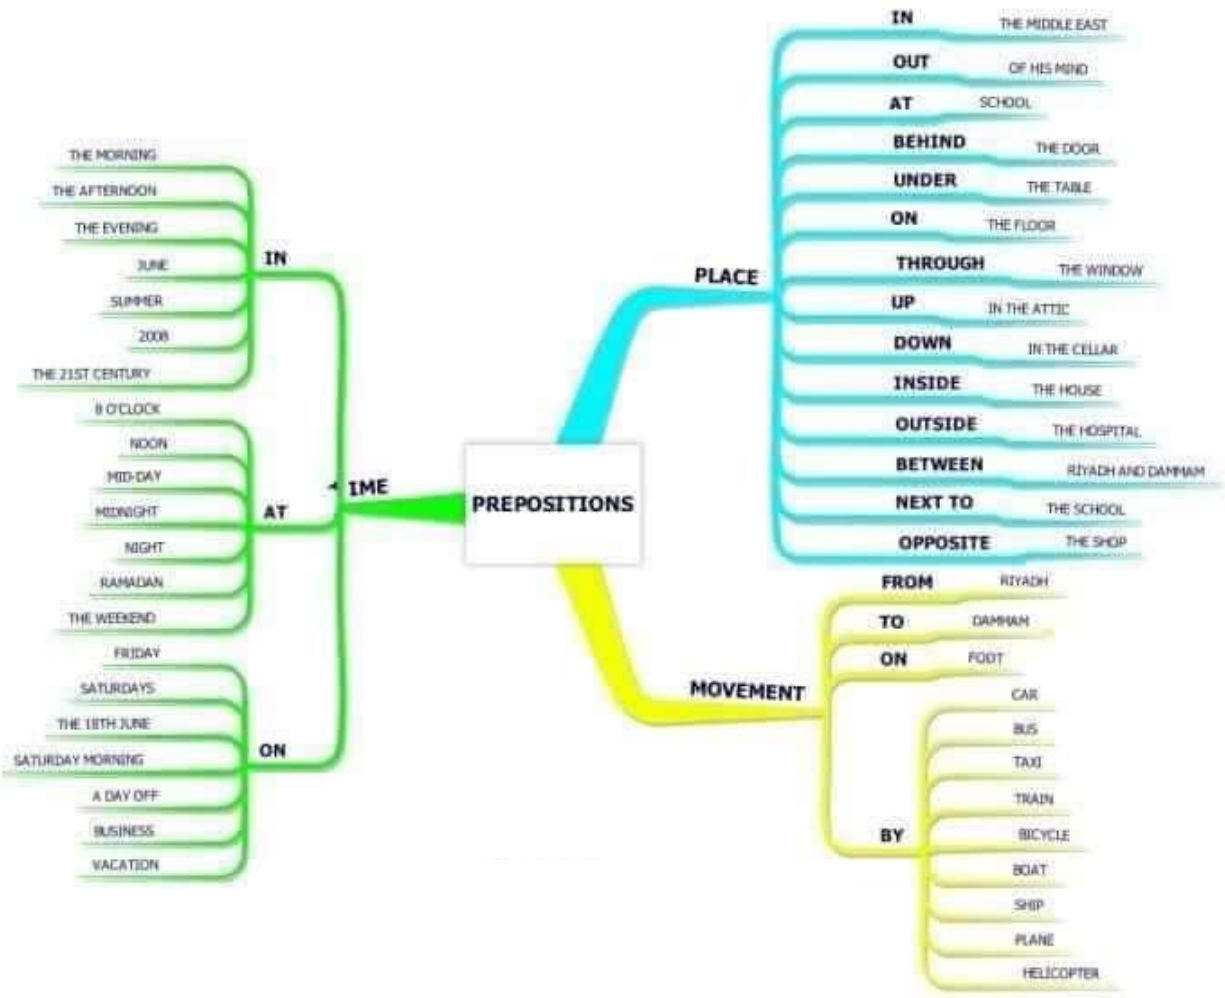 PREPOSITIONS
IME
IN
THE MORNING
THE AFTERNOON
THE EVENING
JUNE
SUMMER
2008
THE 21ST CENTURY
AT
8 O'CLOCK
NOON
MID-DAY
MIDNIGHT
NIGHT
RAMADAN
THE WEEKEND
ON
FRIDAY
SATURDAYS
THE 18TH JUNE
SATURDAY MORNING
A DAY OFF
BUSINESS
VACATION
PLACE
IN THE MIDDLE EAST
OUT OF HIS MIND
AT SCHOOL
BEHIND THE DOOR
UNDER THE TABLE
ON THE FLOOR
THROUGH THE WINDOW
UP IN THE ATTIC
DOWN IN THE CELLAR
INSIDE THE HOUSE
OUTSIDE THE HOSPITAL
BETWEEN RIYADH AND DAMMAM
NEXT TO THE SCHOOL
OPPOSITE THE SHOP
MOVEMENT
FROM RIYADH
TO DAMMAM
ON FOOT
BY
CAR
BUS
TAXI
TRAIN
BICYCLE
BOAT
SHIP
PLANE
HELICOPTER